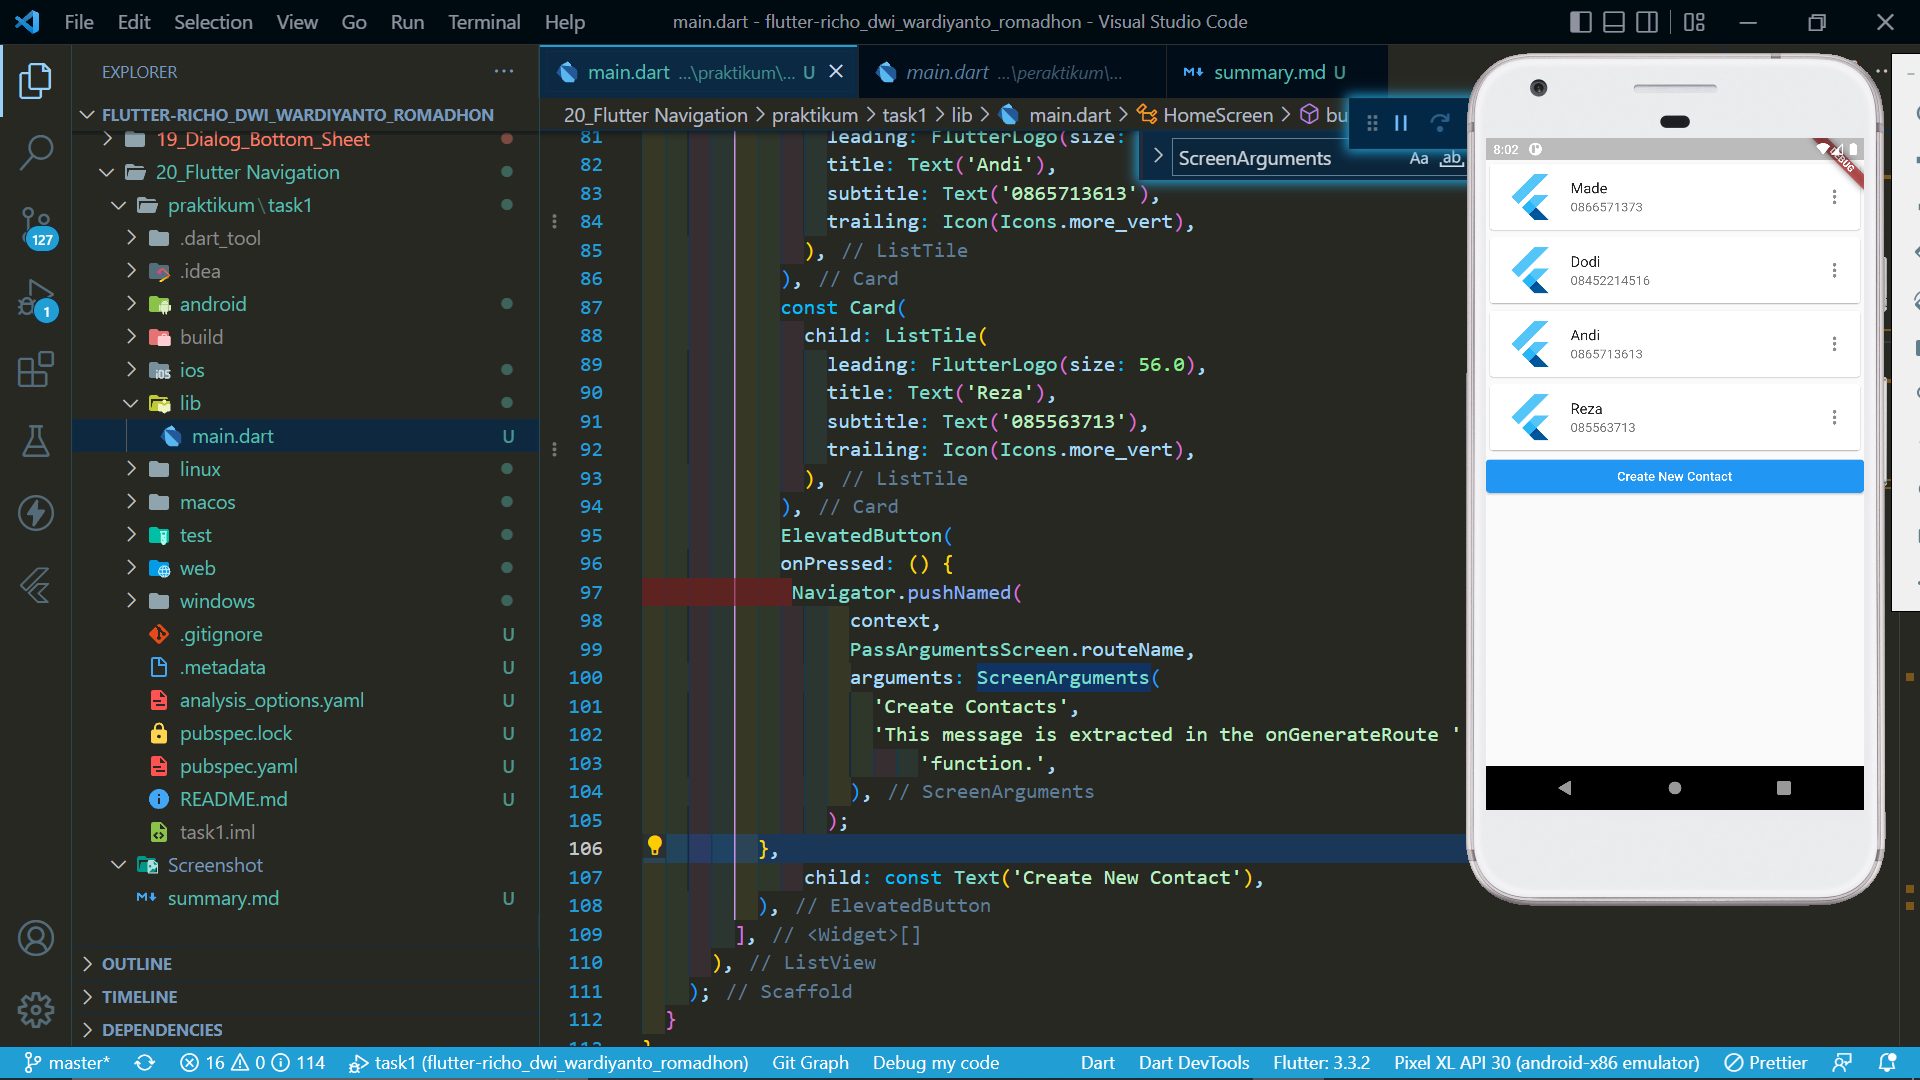 File Edit Selection View Go Run Terminal Help
main.dart - flutter-richo_dwi_wardiyanto_romadhon - Visual Studio Code
EXPLORER
FLUTTER-RICHO_DWI_WARDIYANTO_ROMADHON
19_Dialog_Bottom_Sheet
20_Flutter Navigation
praktikum\task1
.dart_tool
.idea
android
build
ios
lib
main.dart U
linux
macos
test
web
windows
.gitignore U
.metadata U
analysis_options.yaml U
pubspec.lock U
pubspec.yaml U
README.md U
task1.iml
Screenshot
summary.md U
OUTLINE
TIMELINE
DEPENDENCIES
127
1
main.dart ...\praktikum\... U
main.dart ...\peraktikum\...
summary.md U
20_Flutter Navigation > praktikum > task1 > lib > main.dart > HomeScreen > bu
ScreenArguments Aa ab
81 leading: FlutterLogo(size:
82 title: Text('Andi'),
83 subtitle: Text('0865713613'),
84 trailing: Icon(Icons.more_vert),
85 ), // ListTile
86 ), // Card
87 const Card(
88 child: ListTile(
89 leading: FlutterLogo(size: 56.0),
90 title: Text('Reza'),
91 subtitle: Text('085563713'),
92 trailing: Icon(Icons.more_vert),
93 ), // ListTile
94 ), // Card
95 ElevatedButton(
96 onPressed: () {
97 Navigator.pushNamed(
98 context,
99 PassArgumentsScreen.routeName,
100 arguments: ScreenArguments(
101 'Create Contacts',
102 'This message is extracted in the onGenerateRoute '
103 'function.',
104 ), // ScreenArguments
105 );
106 },
107 child: const Text('Create New Contact'),
108 ), // ElevatedButton
109 ], // <Widget>[]
110 ), // ListView
111 ); // Scaffold
112 }
8:02
DEBUG
Made
0866571373
Dodi
08452214516
Andi
0865713613
Reza
085563713
Create New Contact
master* 16 0 114 task1 (flutter-richo_dwi_wardiyanto_romadhon) Git Graph Debug my code Dart Dart DevTools Flutter: 3.3.2 Pixel XL API 30 (android-x86 emulator) Prettier